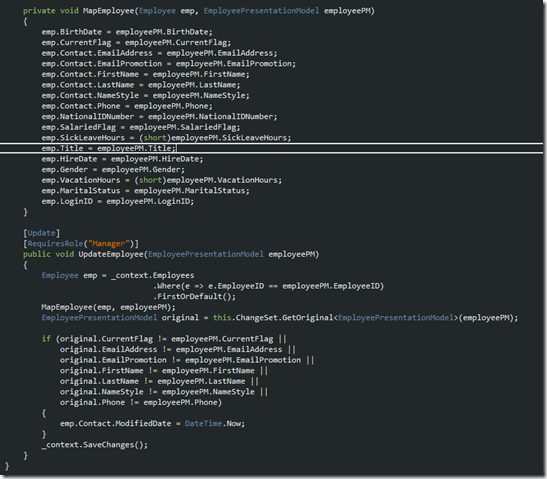 private void MapEmployee(Employee emp, EmployeePresentationModel employeePM)
{
emp.BirthDate = employeePM.BirthDate;
emp.CurrentFlag = employeePM.CurrentFlag;
emp.Contact.EmailAddress = employeePM.EmailAddress;
emp.Contact.EmailPromotion = employeePM.EmailPromotion;
emp.Contact.FirstName = employeePM.FirstName;
emp.Contact.LastName = employeePM.LastName;
emp.Contact.NameStyle = employeePM.NameStyle;
emp.Contact.Phone = employeePM.Phone;
emp.NationalIDNumber = employeePM.NationalIDNumber;
emp.SalariedFlag = employeePM.SalariedFlag;
emp.SickLeaveHours = (short)employeePM.SickLeaveHours;
emp.Title = employeePM.Title;
emp.HireDate = employeePM.HireDate;
emp.Gender = employeePM.Gender;
emp.VacationHours = (short)employeePM.VacationHours;
emp.MaritalStatus = employeePM.MaritalStatus;
emp.LoginID = employeePM.LoginID;
}
[Update]
[RequiresRole("Manager")]
public void UpdateEmployee(EmployeePresentationModel employeePM)
{
Employee emp = _context.Employees
.Where(e => e.EmployeeID == employeePM.EmployeeID)
.FirstOrDefault();
MapEmployee(emp, employeePM);
EmployeePresentationModel original = this.ChangeSet.GetOriginal<EmployeePresentationModel>(employeePM);
if (original.CurrentFlag != employeePM.CurrentFlag ||
original.EmailAddress != employeePM.EmailAddress ||
original.EmailPromotion != employeePM.EmailPromotion ||
original.FirstName != employeePM.FirstName ||
original.LastName != employeePM.LastName ||
original.NameStyle != employeePM.NameStyle ||
original.Phone != employeePM.Phone)
{
emp.Contact.ModifiedDate = DateTime.Now;
}
_context.SaveChanges();
}
}